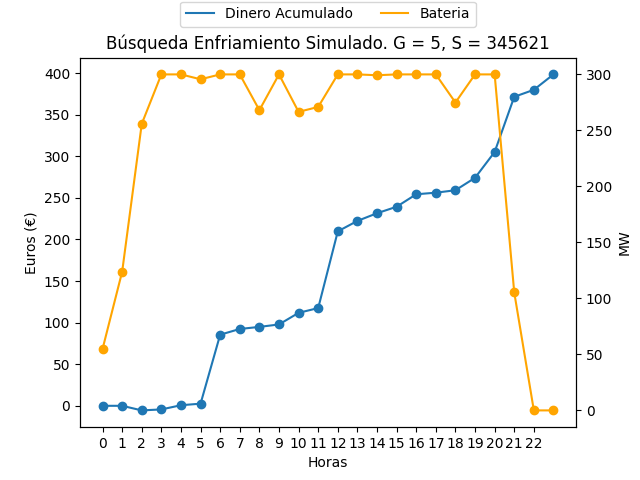 Dinero Acumulado Bateria
Búsqueda Enfriamiento Simulado. G = 5, S = 345621
400
350
300
250
200
150
100
50
0
Euros (€)
300
250
200
150
100
50
0
MW
0 1 2 3 4 5 6 7 8 9 10 11 12 13 14 15 16 17 18 19 20 21 22
Horas